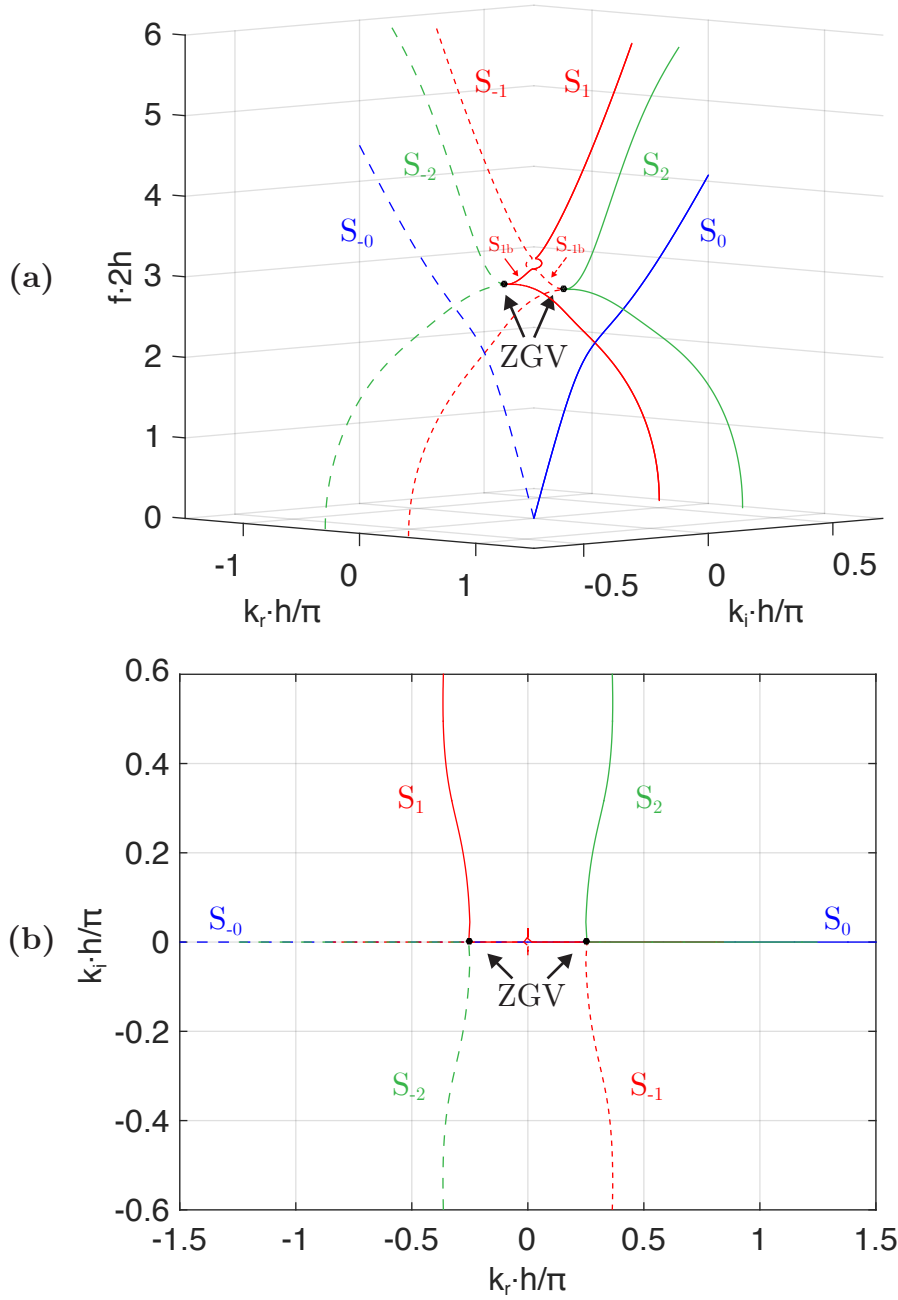 6
5
4
3
2
1
0
f·2h
(a)
S-1
S1
S-2
S2
S-0
S0
S1b
S-1b
ZGV
-1
0
1
-0.5
0
0.5
kr·h/π
ki·h/π
0.6
0.4
0.2
0
-0.2
-0.4
-0.6
ki·h/π
(b)
S1
S2
S-0
S0
ZGV
S-2
S-1
-1.5
-1
-0.5
0
0.5
1
1.5
kr·h/π